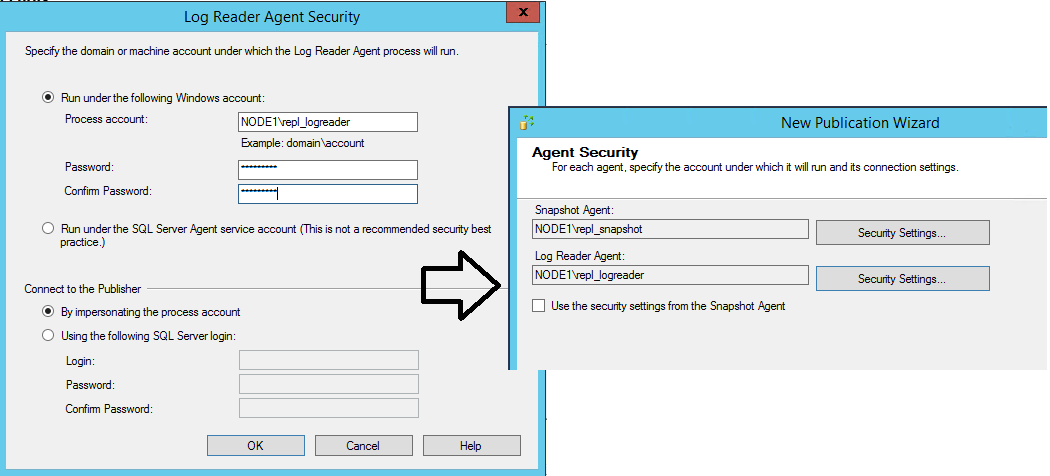 Log Reader Agent Security
x
Specify the domain or machine account under which the Log Reader Agent process will run.
Run under the following Windows account:
Process account:
NODE1\repl_logreader
Example: domain\account
Password:
*********
Confirm Password:
*********
Run under the SQL Server Agent service account (This is not a recommended security best
practice.)
Connect to the Publisher
By impersonating the process account
Using the following SQL Server login:
Login:
Password:
Confirm Password:
OK
Cancel
Help
New Publication Wizard
Agent Security
For each agent, specify the account under which it will run and its connection settings.
Snapshot Agent:
NODE1\repl_snapshot
Security Settings...
Log Reader Agent:
NODE1\repl_logreader
Security Settings...
Use the security settings from the Snapshot Agent